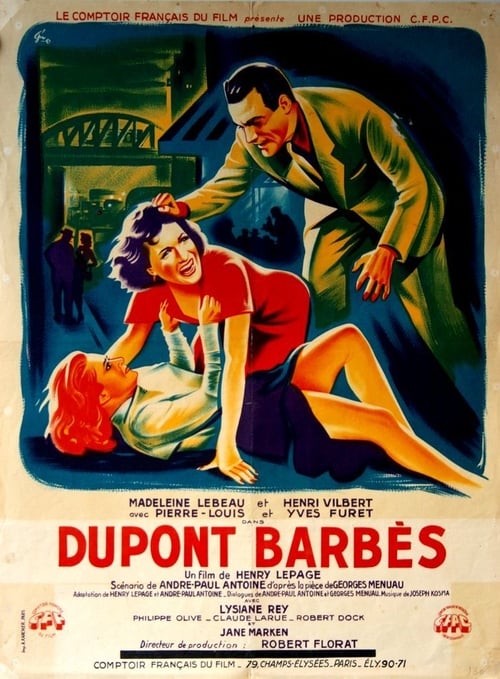 LE COMPTOIR FRANÇAIS DU FILM présente UNE PRODUCTION C.F.P.C.
MADELEINE LEBEAU et HENRI VILBERT
avec PIERRE-LOUIS et YVES FURET
DANS
DUPONT BARBÈS
Un film de HENRY LEPAGE
Scénario de ANDRE-PAUL ANTOINE d'après la pièce de GEORGES MENUAU
Adaptation de HENRY LEPAGE et ANDRE-PAUL ANTOINE _ Dialogues de ANDRE-PAUL ANTOINE et GEORGES MENUAU. Musique de JOSEPH KOSMA
AVEC
LYSIANE REY
PHILIPPE OLIVE _ CLAUDE LARUE _ ROBERT DOCK
ET
JANE MARKEN
Directeur de production : ROBERT FLORAT
COMPTOIR FRANÇAIS DU FILM _ 79, CHAMPS-ELYSÉES _ PARIS _ ÉLY. 90-71